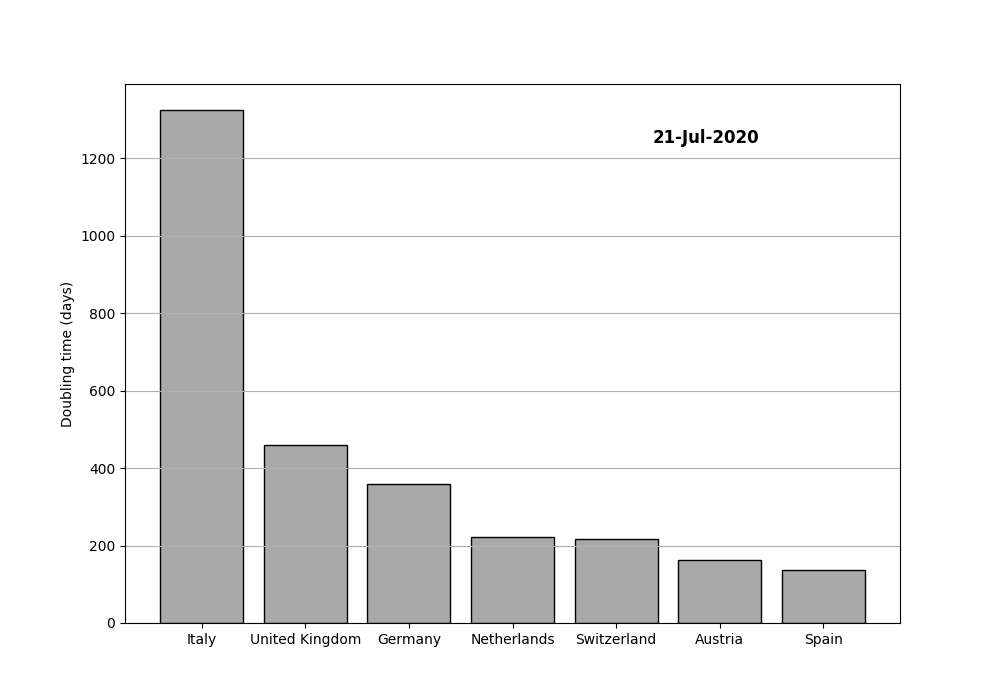 21-Jul-2020
1200
1000
800
600
400
200
0
Doubling time (days)
Italy United Kingdom Germany Netherlands Switzerland Austria Spain